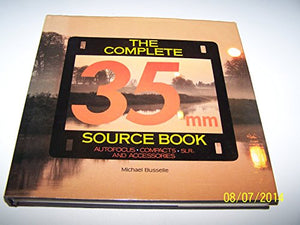 THE
COMPLETE
35mm
SOURCE BOOK
AUTOFOCUS • COMPACTS • SLR
AND ACCESSORIES
Michael Busselle
08/07/2014